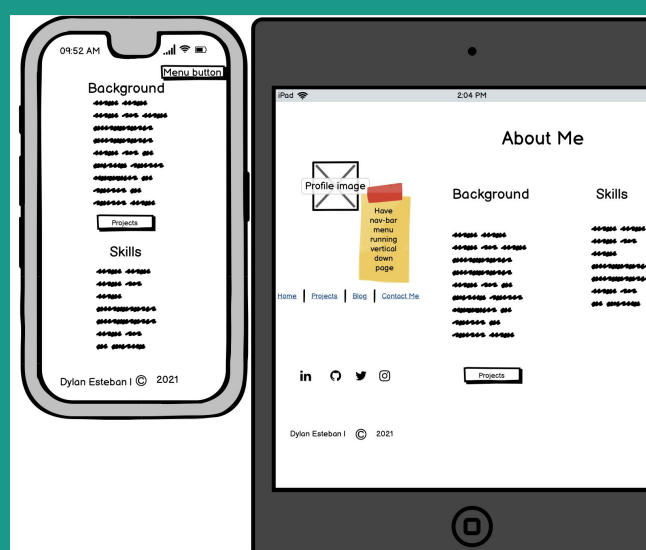 09:52 AM
Menu button
Background
Projects
Skills
Dylan Esteban | © 2021
iPad
2:04 PM
About Me
Profile image
Have
nav-bar
menu
running
vertical
down
page
Home | Projects | Blog | Contact Me
in
Dylan Esteban | © 2021
Background
Projects
Skills